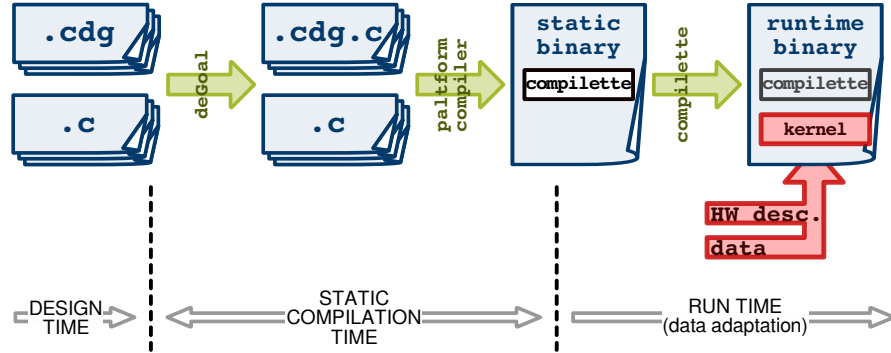 .cdg
.c
deGoal
.cdg.c
.c
paltform
compiler
static
binary
compilette
compilette
runtime
binary
compilette
kernel
HW desc.
data
DESIGN
TIME
STATIC
COMPILATION
TIME
RUN TIME
(data adaptation)